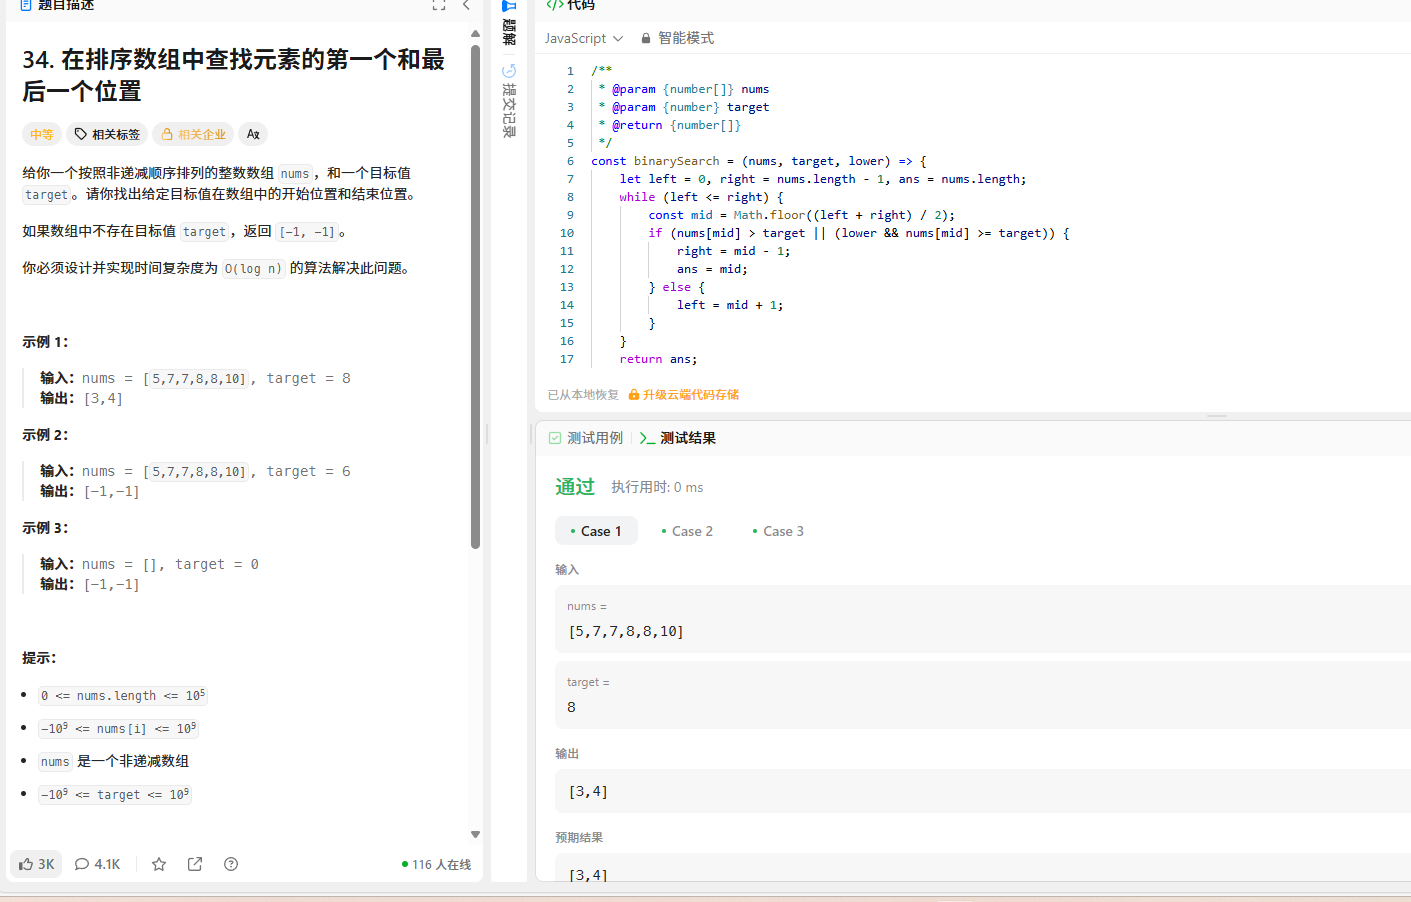 题目描述
34. 在排序数组中查找元素的第一个和最
后一个位置
中等 相关标签 相关企业
给你一个按照非递减顺序排列的整数数组 nums，和一个目标值
target。请你找出给定目标值在数组中的开始位置和结束位置。
如果数组中不存在目标值 target，返回 [-1, -1]。
你必须设计并实现时间复杂度为 O(log n) 的算法解决此问题。
示例 1：
输入：nums = [5,7,7,8,8,10], target = 8
输出：[3,4]
示例 2：
输入：nums = [5,7,7,8,8,10], target = 6
输出：[-1,-1]
示例 3：
输入：nums = [], target = 0
输出：[-1,-1]
提示：
0 <= nums.length <= 10⁵
-10⁹ <= nums[i] <= 10⁹
nums 是一个非递减数组
-10⁹ <= target <= 10⁹
3K 4.1K 116 人在线
题解
提交记录
</> 代码
JavaScript 智能模式
1 /**
2 * @param {number[]} nums
3 * @param {number} target
4 * @return {number[]}
5 */
6 const binarySearch = (nums, target, lower) => {
7 let left = 0, right = nums.length - 1, ans = nums.length;
8 while (left <= right) {
9 const mid = Math.floor((left + right) / 2);
10 if (nums[mid] > target || (lower && nums[mid] >= target)) {
11 right = mid - 1;
12 ans = mid;
13 } else {
14 left = mid + 1;
15 }
16 }
17 return ans;
已从本地恢复 升级云端代码存储
测试用例 >_ 测试结果
通过 执行用时: 0 ms
• Case 1 • Case 2 • Case 3
输入
nums =
[5,7,7,8,8,10]
target =
8
输出
[3,4]
预期结果
[3,4]